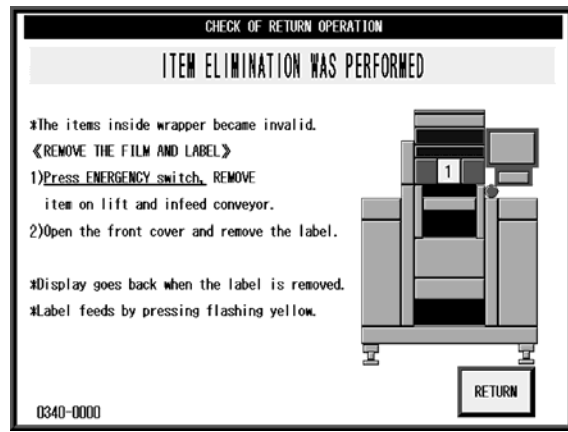 CHECK OF RETURN OPERATION
ITEM ELIMINATION WAS PERFORMED
*The items inside wrapper became invalid.
《REMOVE THE FILM AND LABEL》
1)Press ENERGENCY switch, REMOVE
item on lift and infeed conveyor.
2)Open the front cover and remove the label.
*Display goes back when the label is removed.
*Label feeds by pressing flashing yellow.
1
RETURN
0340-0000